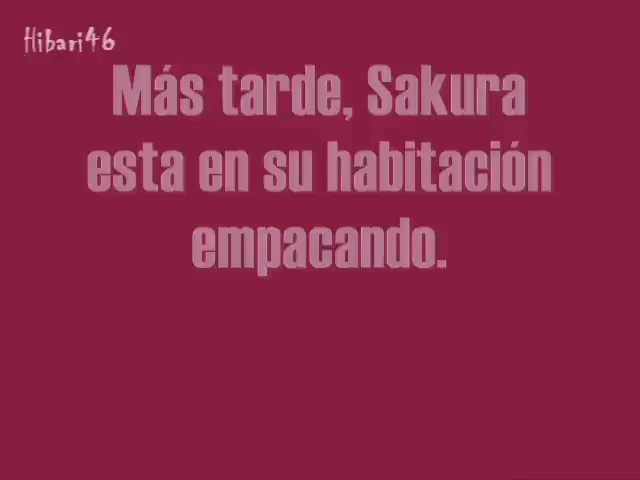 Hibari46
Más tarde, Sakura
esta en su habitación
empacando.